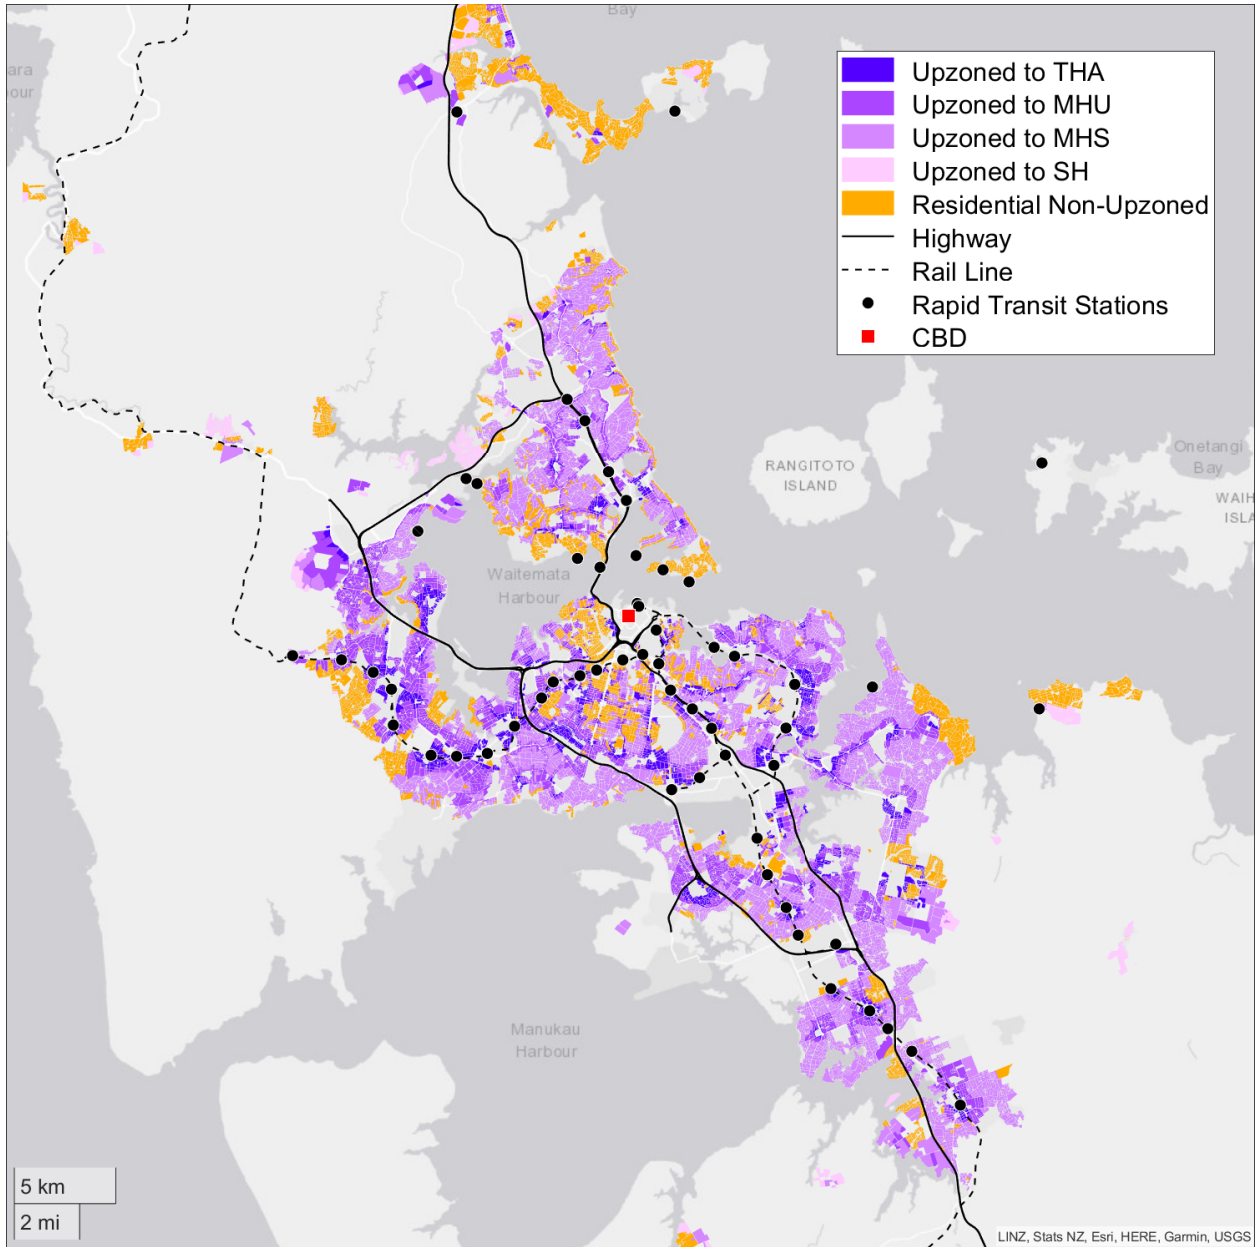 Bay
ara
our
Upzoned to THA
Upzoned to MHU
Upzoned to MHS
Upzoned to SH
Residential Non-Upzoned
Highway
Rail Line
Rapid Transit Stations
CBD
RANGITOTO
ISLAND
Onetangi
Bay
WAIH
ISLA
Waitemata
Harbour
Manukau
Harbour
5 km
2 mi
LINZ, Stats NZ, Esri, HERE, Garmin, USGS